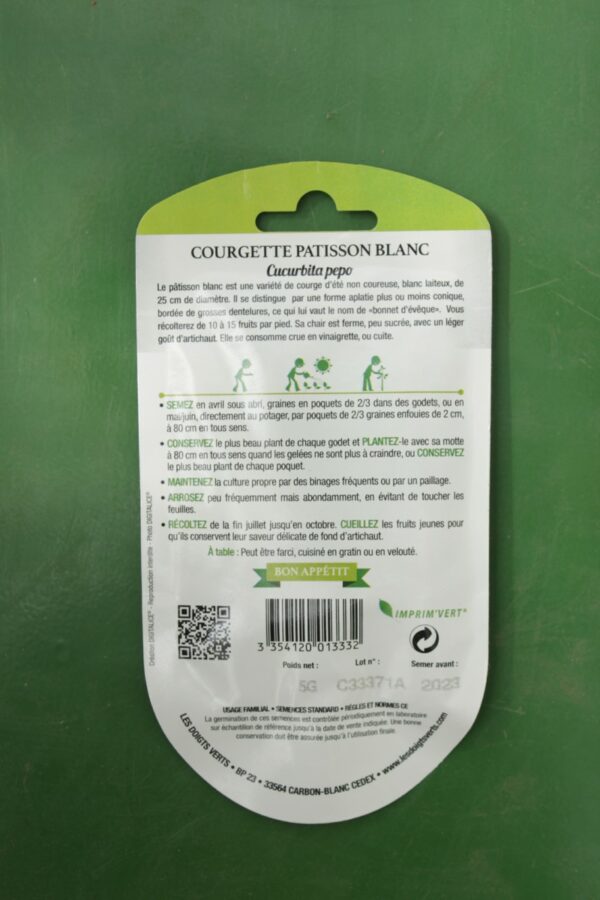 COURGETTE PATISSON BLANC
Cucurbita pepo
Le pâtisson blanc est une variété de courge d'été non coureuse, blanc laiteux, de
25 cm de diamètre. Il se distingue par une forme aplatie plus ou moins conique,
bordée de grosses dentelures, ce qui lui vaut le nom de «bonnet d'évêque». Vous
récolterez de 10 à 15 fruits par pied. Sa chair est ferme, peu sucrée, avec un léger
goût d'artichaut. Elle se consomme crue en vinaigrette, ou cuite.
• SEMEZ en avril sous abri, graines en poquets de 2/3 dans des godets, ou en
mai/juin, directement au potager, par poquets de 2/3 graines enfouies de 2 cm,
à 80 cm en tous sens.
• CONSERVEZ le plus beau plant de chaque godet et PLANTEZ-le avec sa motte
à 80 cm en tous sens quand les gelées ne sont plus à craindre, ou CONSERVEZ
le plus beau plant de chaque poquet.
• MAINTENEZ la culture propre par des binages fréquents ou par un paillage.
• ARROSEZ peu fréquemment mais abondamment, en évitant de toucher les
feuilles.
• RÉCOLTEZ de la fin juillet jusqu'en octobre. CUEILLEZ les fruits jeunes pour
qu'ils conservent leur saveur délicate de fond d'artichaut.
À table : Peut être farci, cuisiné en gratin ou en velouté.
BON APPÉTIT
Création DIGITALICE® - Reproduction interdite - Photo DIGITALICE®
IMPRIM'VERT®
3 354120 013332
Poids net : Lot n° : Semer avant :
5G C33371A 2023
USAGE FAMILIAL • SEMENCES STANDARD • RÈGLES ET NORMES CE
La germination de ces semences est contrôlée périodiquement en laboratoire
sur échantillon de référence jusqu'à la date de vente indiquée. Une bonne
conservation doit être assurée jusqu'à l'utilisation finale.
LES DOIGTS VERTS • BP 23 • 33564 CARBON-BLANC CEDEX • www.lesdoigtsverts.com